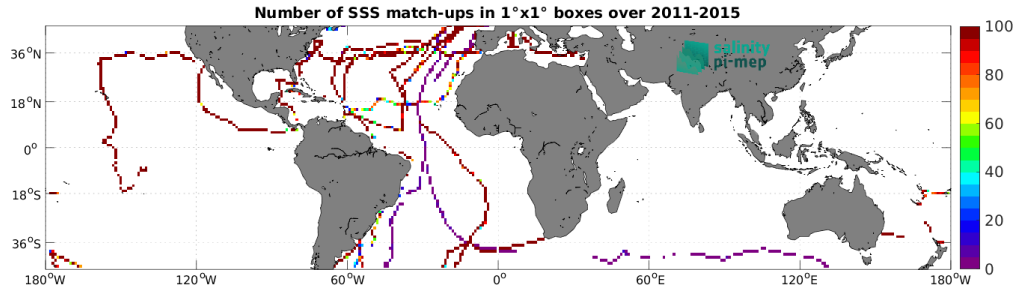 Number of SSS match-ups in 1°x1° boxes over 2011-2015
salinity
pi-mep
36°N
18°N
0°
18°S
36°S
180°W
120°W
60°W
0°
60°E
120°E
180°W
100
80
60
40
20
0